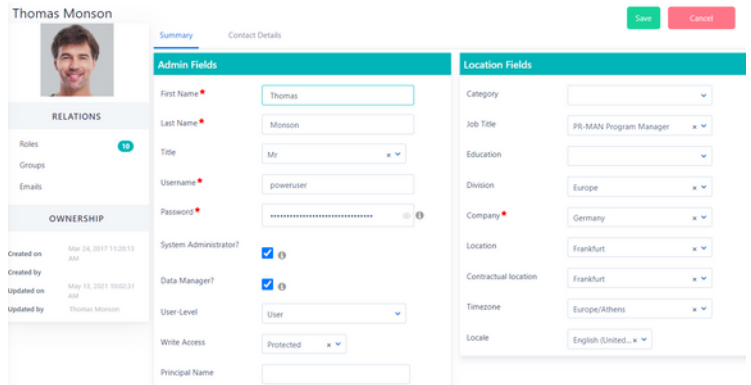 Thomas Monson
Save
Cancel
Summary
Contact Details
RELATIONS
Roles
10
Groups
Emails
OWNERSHIP
Created on
Mar 24, 2017 11:20:13 AM
Created by
Updated on
May 13, 2021 10:02:31 AM
Updated by
Thomas Monson
Admin Fields
First Name *
Thomas
Last Name *
Monson
Title
Mr
Username *
poweruser
Password *
System Administrator?
Data Manager?
User-Level
User
Write Access
Protected
Principal Name
Location Fields
Category
Job Title
PR-MAN Program Manager
Education
Division
Europe
Company *
Germany
Location
Frankfurt
Contractual location
Frankfurt
Timezone
Europe/Athens
Locale
English (United...